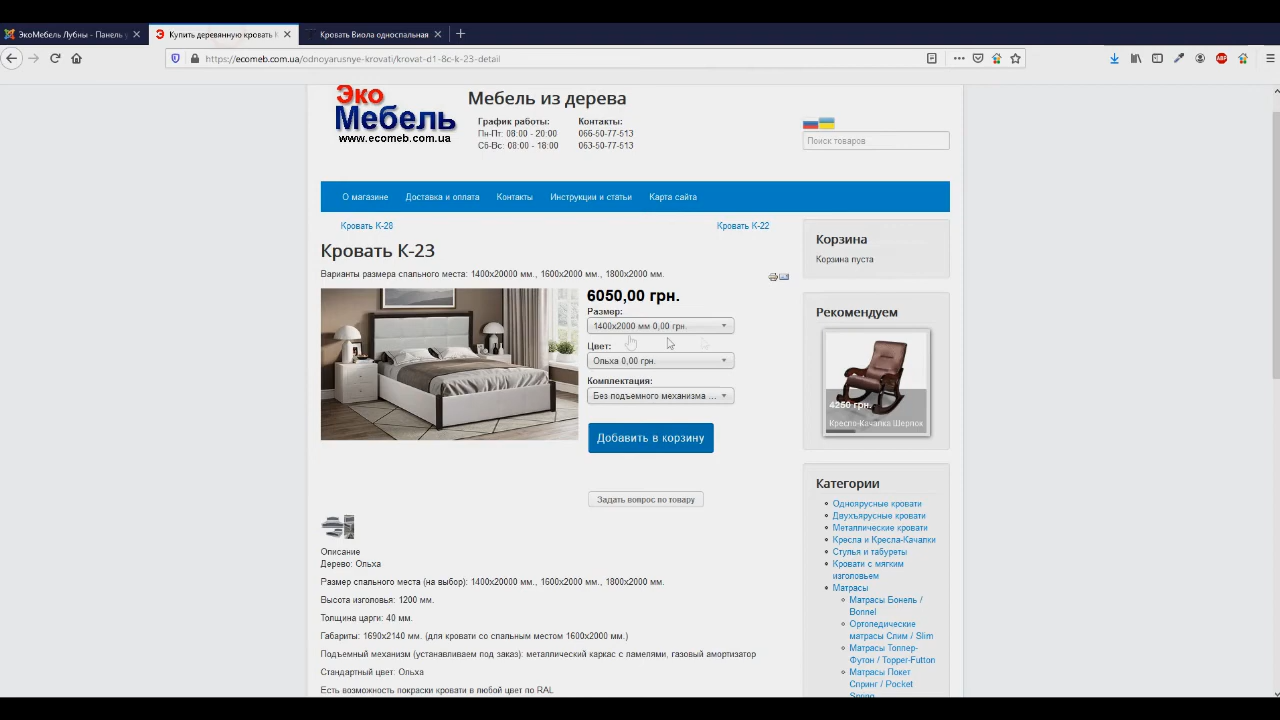 ЭкоМебель Лубны - Панель у
Купить деревянную кровать
Кровать Виола односпальная
https://ecomeb.com.ua/odnoyarusnye-krovati/krovat-d1-8c-k-23-detail
Эко
Мебель
www.ecomeb.com.ua
Мебель из дерева
График работы:
Пн-Пт: 08:00 - 20:00
Сб-Вс: 08:00 - 18:00
Контакты:
066-50-77-513
063-50-77-513
Поиск товаров
О магазине Доставка и оплата Контакты Инструкции и статьи Карта сайта
Кровать К-28
Кровать К-22
Кровать К-23
Варианты размера спального места: 1400х20000 мм., 1600х2000 мм., 1800х2000 мм.
6050,00 грн.
Размер:
1400х2000 мм 0,00 грн.
Цвет:
Ольха 0,00 грн.
Комплектация:
Без подъемного механизма ...
Добавить в корзину
Задать вопрос по товару
Описание
Дерево: Ольха
Размер спального места (на выбор): 1400х20000 мм., 1600х2000 мм., 1800х2000 мм.
Высота изголовья: 1200 мм.
Толщина царги: 40 мм.
Габариты: 1690х2140 мм. (для кровати со спальным местом 1600х2000 мм.)
Подъемный механизм (устанавливаем под заказ): металлический каркас с ламелями, газовый амортизатор
Стандартный цвет: Ольха
Есть возможность покраски кровати в любой цвет по RAL
Корзина
Корзина пуста
Рекомендуем
4250 грн.
Кресло-Качалка Шерлок
Категории
Одноярусные кровати
Двухъярусные кровати
Металлические кровати
Кресла и Кресла-Качалки
Стулья и табуреты
Кровати с мягким
изголовьем
Матрасы
Матрасы Бонель /
Bonnel
Ортопедические
матрасы Слим / Slim
Матрасы Топпер-
Футон / Topper-Futton
Матрасы Покет
Спринг / Pocket
Spring
ABP